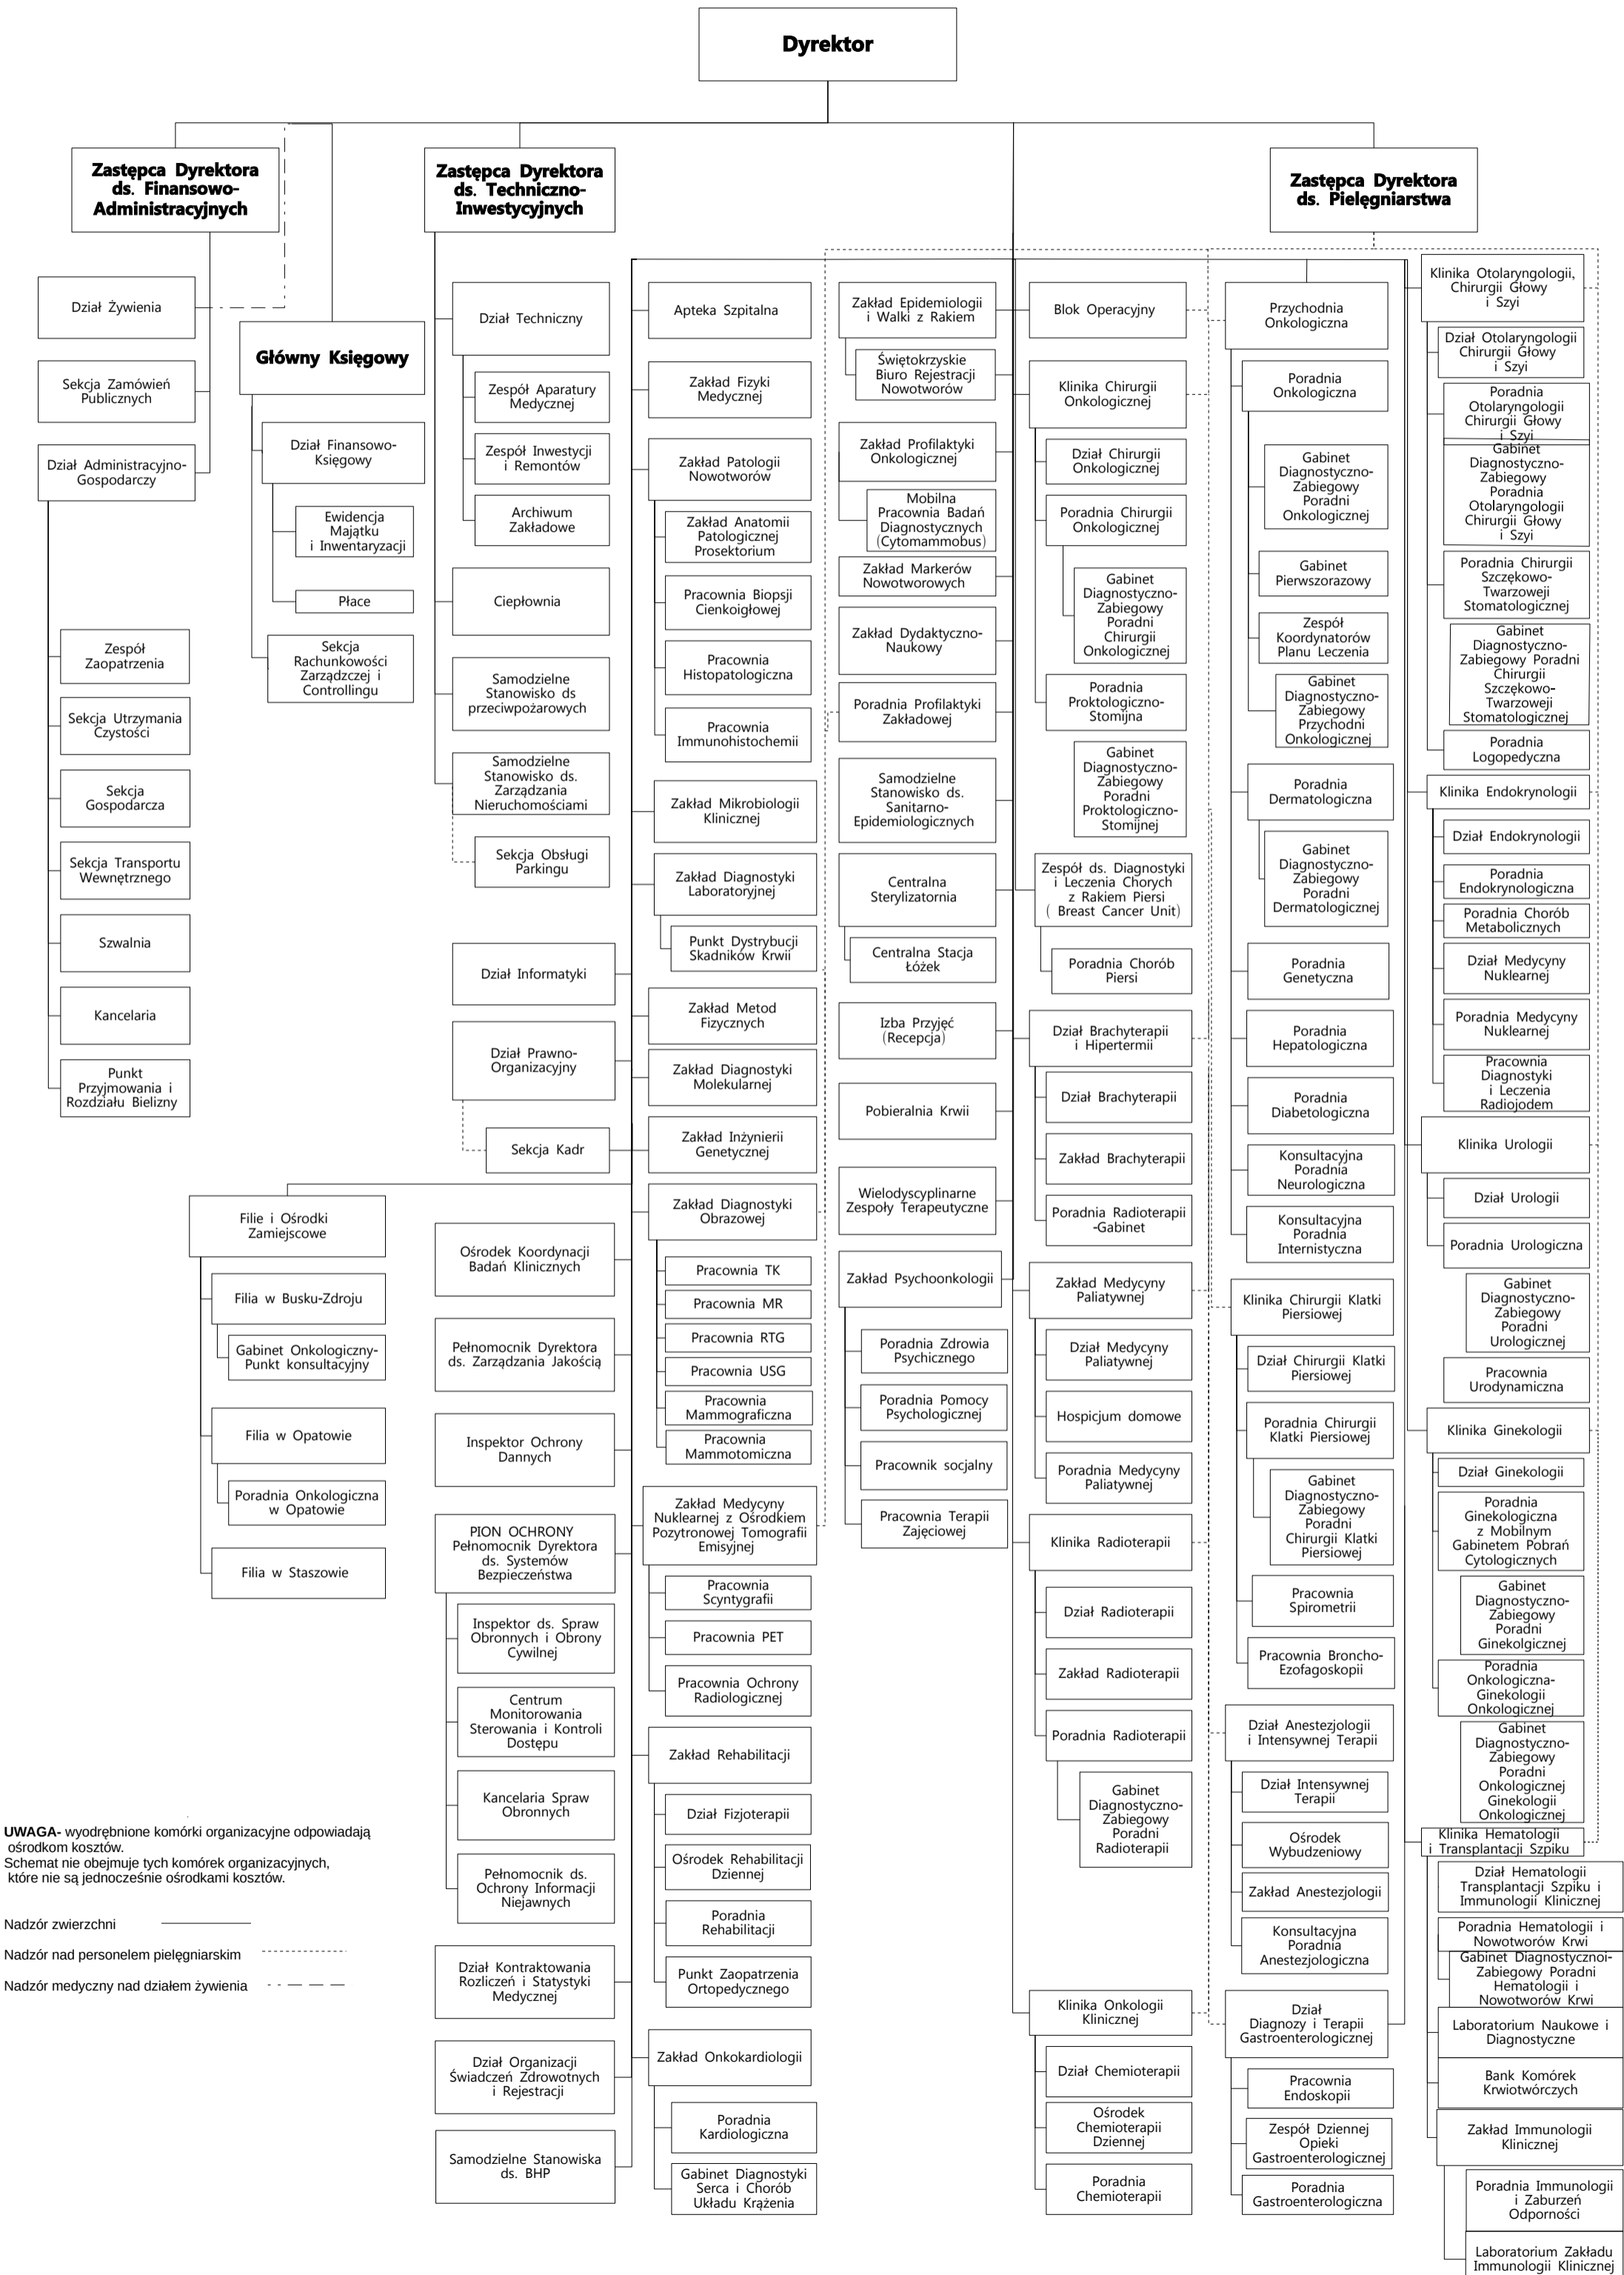 Dyrektor
Zastępca Dyrektora
ds. Finansowo-
Administracyjnych
Zastępca Dyrektora
ds. Techniczno-
Inwestycyjnych
Zastępca Dyrektora
ds. Pielęgniarstwa
Dział Żywienia
Sekcja Zamówień
Publicznych
Dział Administracyjno-
Gospodarczy
Zespół
Zaopatrzenia
Sekcja Utrzymania
Czystości
Sekcja
Gospodarcza
Sekcja Transportu
Wewnętrznego
Szwalnia
Kancelaria
Punkt
Przyjmowania i
Rozdziału Bielizny
Główny Księgowy
Dział Finansowo-
Księgowy
Ewidencja
Majątku
i Inwentaryzacji
Płace
Sekcja
Rachunkowości
Zarządzczej i
Controllingu
Filie i Ośrodki
Zamiejscowe
Filia w Busku-Zdroju
Gabinet Onkologiczny-
Punkt konsultacyjny
Filia w Opatowie
Poradnia Onkologiczna
w Opatowie
Filia w Staszowie
Dział Techniczny
Zespół Aparatury
Medycznej
Zespół Inwestycji
i Remontów
Archiwum
Zakładowe
Ciepłownia
Samodzielne
Stanowisko ds
przeciwpożarowych
Samodzielne
Stanowisko ds.
Zarządzania
Nieruchomościami
Sekcja Obsługi
Parkingu
Dział Informatyki
Dział Prawno-
Organizacyjny
Sekcja Kadr
Ośrodek Koordynacji
Badań Klinicznych
Pełnomocnik Dyrektora
ds. Zarządzania Jakością
Inspektor Ochrony
Dannych
PION OCHRONY
Pełnomocnik Dyrektora
ds. Systemów
Bezpieczeństwa
Inspektor ds. Spraw
Obronnych i Obrony
Cywilnej
Centrum
Monitorowania
Sterowania i Kontroli
Dostępu
Kancelaria Spraw
Obronnych
Pełnomocnik ds.
Ochrony Informacji
Niejawnych
Dział Kontraktowania
Rozliczeń i Statystyki
Medycznej
Dział Organizacji
Świadczeń Zdrowotnych
i Rejestracji
Samodzielne Stanowiska
ds. BHP
Apteka Szpitalna
Zakład Fizyki
Medycznej
Zakład Patologii
Nowotworów
Zakład Anatomii
Patologicznej
Prosektorium
Pracownia Biopsji
Cienkoigłowej
Pracownia
Histopatologiczna
Pracownia
Immunohistochemii
Zakład Mikrobiologii
Klinicznej
Zakład Diagnostyki
Laboratoryjnej
Punkt Dystrybucji
Skadników Krwii
Zakład Metod
Fizycznych
Zakład Diagnostyki
Molekularnej
Zakład Inżynierii
Genetycznej
Zakład Diagnostyki
Obrazowej
Pracownia TK
Pracownia MR
Pracownia RTG
Pracownia USG
Pracownia
Mammograficzna
Pracownia
Mammotomiczna
Zakład Medycyny
Nuklearnej z Ośrodkiem
Pozytronowej Tomografii
Emisyjnej
Pracownia
Scyntygrafii
Pracownia PET
Pracownia Ochrony
Radiologicznej
Zakład Rehabilitacji
Dział Fizjoterapii
Ośrodek Rehabilitacji
Dziennej
Poradnia
Rehabilitacji
Punkt Zaopatrzenia
Ortopedycznego
Zakład Onkokardiologii
Poradnia
Kardiologiczna
Gabinet Diagnostyki
Serca i Chorób
Układu Krążenia
Zakład Epidemiologii
i Walki z Rakiem
Świętokrzyskie
Biuro Rejestracji
Nowotworów
Zakład Profilaktyki
Onkologicznej
Mobilna
Pracownia Badań
Diagnostycznych
(Cytomammobus)
Zakład Markerów
Nowotworowych
Zakład Dydaktyczno-
Naukowy
Poradnia Profilaktyki
Zakładowej
Samodzielne
Stanowisko ds.
Sanitarno-
Epidemiologicznych
Centralna
Sterylizatornia
Centralna Stacja
Łóżek
Izba Przyjęć
(Recepcja)
Pobieralnia Krwii
Wielodyscyplinarne
Zespoły Terapeutyczne
Zakład Psychoonkologii
Poradnia Zdrowia
Psychicznego
Poradnia Pomocy
Psychologicznej
Pracownik socjalny
Pracownia Terapii
Zajęciowej
Blok Operacyjny
Klinika Chirurgii
Onkologicznej
Dział Chirurgii
Onkologicznej
Poradnia Chirurgii
Onkologicznej
Gabinet
Diagnostyczno-
Zabiegowy
Poradni
Chirurgii
Onkologicznej
Poradnia
Proktologiczno-
Stomijna
Gabinet
Diagnostyczno-
Zabiegowy
Poradni
Proktologiczno-
Stomijnej
Zespół ds. Diagnostyki
i Leczenia Chorych
z Rakiem Piersi
( Breast Cancer Unit)
Poradnia Chorób
Piersi
Dział Brachyterapii
i Hipertermii
Dział Brachyterapii
Zakład Brachyterapii
Poradnia Radioterapii
-Gabinet
Zakład Medycyny
Paliatywnej
Dział Medycyny
Paliatywnej
Hospicjum domowe
Poradnia Medycyny
Paliatywnej
Klinika Radioterapii
Dział Radioterapii
Zakład Radioterapii
Poradnia Radioterapii
Gabinet
Diagnostyczno-
Zabiegowy
Poradni
Radioterapii
Klinika Onkologii
Klinicznej
Dział Chemioterapii
Ośrodek
Chemioterapii
Dziennej
Poradnia
Chemioterapii
Przychodnia
Onkologiczna
Poradnia
Onkologiczna
Gabinet
Diagnostyczno-
Zabiegowy
Poradni
Onkologicznej
Gabinet
Pierwszorazowy
Zespół
Koordynatorów
Planu Leczenia
Gabinet
Diagnostyczno-
Zabiegowy
Przychodni
Onkologicznej
Poradnia
Dermatologiczna
Gabinet
Diagnostyczno-
Zabiegowy
Poradni
Dermatologicznej
Poradnia
Genetyczna
Poradnia
Hepatologiczna
Poradnia
Diabetologiczna
Konsultacyjna
Poradnia
Neurologiczna
Konsultacyjna
Poradnia
Internistyczna
Klinika Chirurgii Klatki
Piersiowej
Dział Chirurgii Klatki
Piersiowej
Poradnia Chirurgii
Klatki Piersiowej
Gabinet
Diagnostyczno-
Zabiegowy
Poradni
Chirurgii Klatki
Piersiowej
Pracownia
Spirometrii
Pracownia Broncho-
Ezofagoskopii
Dział Anestezjologii
i Intensywnej Terapii
Dział Intensywnej
Terapii
Ośrodek
Wybudzeniowy
Zakład Anestezjologii
Konsultacyjna
Poradnia
Anestezjologiczna
Dział
Diagnozy i Terapii
Gastroenterologicznej
Pracownia
Endoskopii
Zespół Dziennej
Opieki
Gastroenterologicznej
Poradnia
Gastroenterologiczna
Klinika Otolaryngologii,
Chirurgii Głowy
i Szyi
Dział Otolaryngologii
Chirurgii Głowy
i Szyi
Poradnia
Otolaryngologii
Chirurgii Głowy
i Szyi
Gabinet
Diagnostyczno-
Zabiegowy
Poradnia
Otolaryngologii
Chirurgii Głowy
i Szyi
Poradnia Chirurgii
Szczękowo-
Twarzoweji
Stomatologicznej
Gabinet
Diagnostyczno-
Zabiegowy Poradni
Chirurgii
Szczękowo-
Twarzoweji
Stomatologicznej
Poradnia
Logopedyczna
Klinika Endokrynologii
Dział Endokrynologii
Poradnia
Endokrynologiczna
Poradnia Chorób
Metabolicznych
Dział Medycyny
Nuklearnej
Poradnia Medycyny
Nuklearnej
Pracownia
Diagnostyki
i Leczenia
Radiojodem
Klinika Urologii
Dział Urologii
Poradnia Urologiczna
Gabinet
Diagnostyczno-
Zabiegowy
Poradni
Urologicznej
Pracownia
Urodynamiczna
Klinika Ginekologii
Dział Ginekologii
Poradnia
Ginekologiczna
z Mobilnym
Gabinetem Pobrań
Cytologicznych
Gabinet
Diagnostyczno-
Zabiegowy
Poradni
Ginekolgicznej
Poradnia
Onkologiczna-
Ginekologii
Onkologicznej
Gabinet
Diagnostyczno-
Zabiegowy
Poradni
Onkologicznej
Ginekologii
Onkologicznej
Klinika Hematologii
i Transplantacji Szpiku
Dział Hematologii
Transplantacji Szpiku i
Immunologii Klinicznej
Poradnia Hematologii i
Nowotworów Krwi
Gabinet Diagnostycznoi-
Zabiegowy Poradni
Hematologii i
Nowotworów Krwi
Laboratorium Naukowe i
Diagnostyczne
Bank Komórek
Krwiotwórczych
Zakład Immunologii
Klinicznej
Poradnia Immunologii
i Zaburzeń
Odporności
Laboratorium Zakładu
Immunologii Klinicznej
UWAGA- wyodrębnione komórki organizacyjne odpowiadają
ośrodkom kosztów.
Schemat nie obejmuje tych komórek organizacyjnych,
które nie są jednocześnie ośrodkami kosztów.
Nadzór zwierzchni
Nadzór nad personelem pielęgniarskim
Nadzór medyczny nad działem żywienia